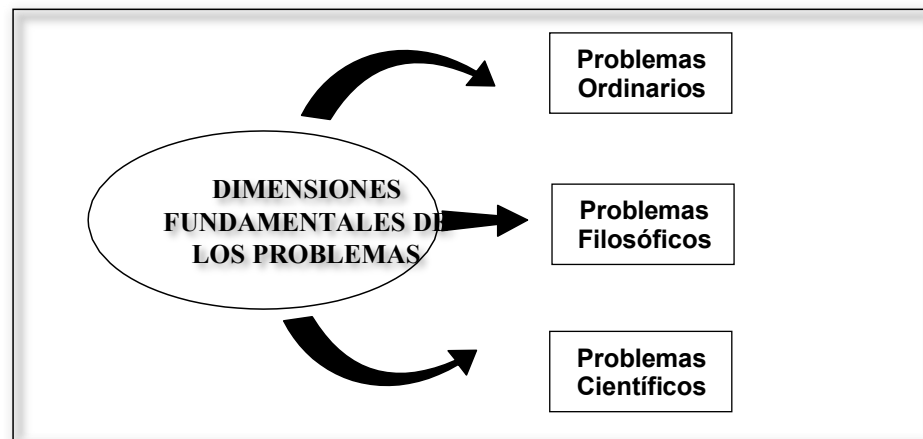 Problemas
Ordinarios
DIMENSIONES
FUNDAMENTALES DE
LOS PROBLEMAS
Problemas
Filosóficos
Problemas
Científicos